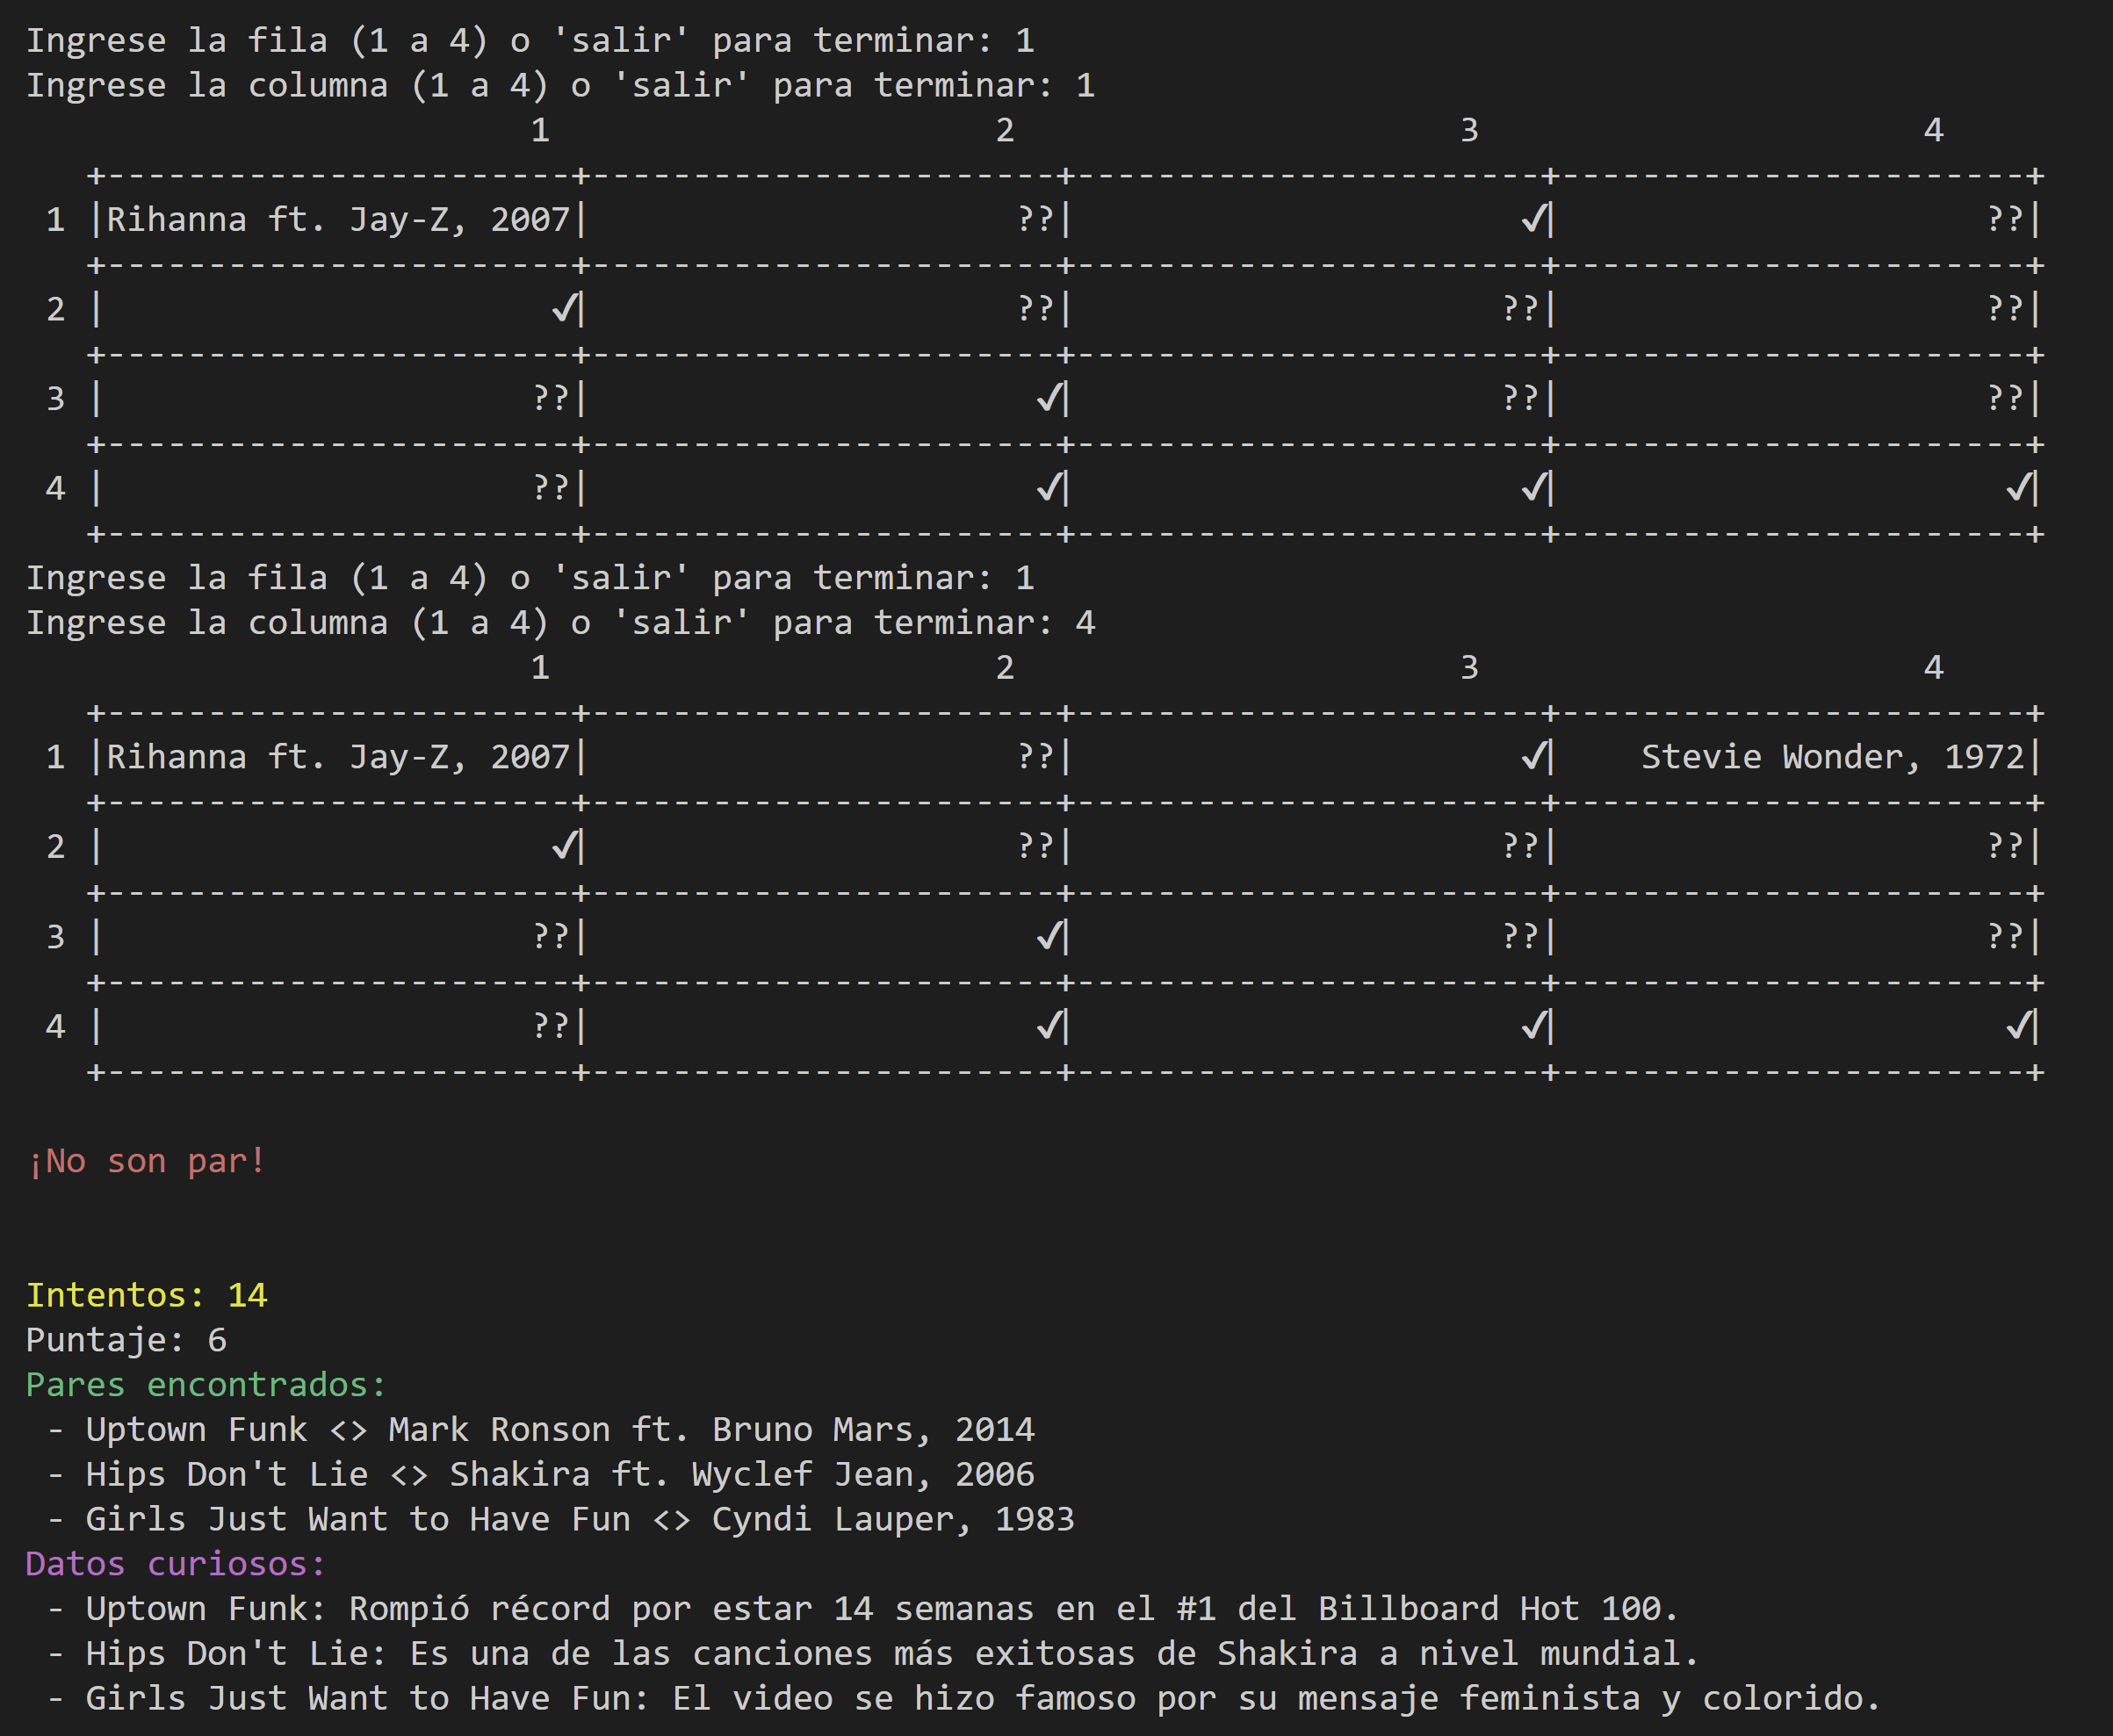 Ingrese la fila (1 a 4) o 'salir' para terminar: 1
Ingrese la columna (1 a 4) o 'salir' para terminar: 1
                         1                      2                      3                      4
   +-----------------------+-----------------------+-----------------------+-----------------------+
 1 |Rihanna ft. Jay-Z, 2007|                     ??|                      ✔|                     ??|
   +-----------------------+-----------------------+-----------------------+-----------------------+
 2 |                      ✔|                     ??|                     ??|                     ??|
   +-----------------------+-----------------------+-----------------------+-----------------------+
 3 |                     ??|                      ✔|                     ??|                     ??|
   +-----------------------+-----------------------+-----------------------+-----------------------+
 4 |                     ??|                      ✔|                      ✔|                      ✔|
   +-----------------------+-----------------------+-----------------------+-----------------------+
Ingrese la fila (1 a 4) o 'salir' para terminar: 1
Ingrese la columna (1 a 4) o 'salir' para terminar: 4
                         1                      2                      3                      4
   +-----------------------+-----------------------+-----------------------+-----------------------+
 1 |Rihanna ft. Jay-Z, 2007|                     ??|                      ✔|    Stevie Wonder, 1972|
   +-----------------------+-----------------------+-----------------------+-----------------------+
 2 |                      ✔|                     ??|                     ??|                     ??|
   +-----------------------+-----------------------+-----------------------+-----------------------+
 3 |                     ??|                      ✔|                     ??|                     ??|
   +-----------------------+-----------------------+-----------------------+-----------------------+
 4 |                     ??|                      ✔|                      ✔|                      ✔|
   +-----------------------+-----------------------+-----------------------+-----------------------+
¡No son par!
Intentos: 14
Puntaje: 6
Pares encontrados:
 - Uptown Funk <> Mark Ronson ft. Bruno Mars, 2014
 - Hips Don't Lie <> Shakira ft. Wyclef Jean, 2006
 - Girls Just Want to Have Fun <> Cyndi Lauper, 1983
Datos curiosos:
 - Uptown Funk: Rompió récord por estar 14 semanas en el #1 del Billboard Hot 100.
 - Hips Don't Lie: Es una de las canciones más exitosas de Shakira a nivel mundial.
 - Girls Just Want to Have Fun: El video se hizo famoso por su mensaje feminista y colorido.